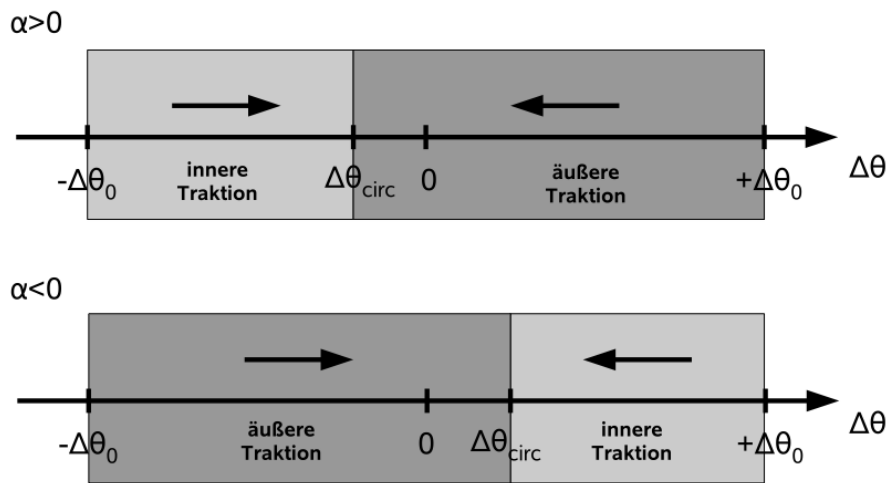 α>0
innere
Traktion
äußere
Traktion
-Δθ₀ Δθcirc 0 +Δθ₀ Δθ
α<0
äußere
Traktion
innere
Traktion
-Δθ₀ 0 Δθcirc +Δθ₀ Δθ